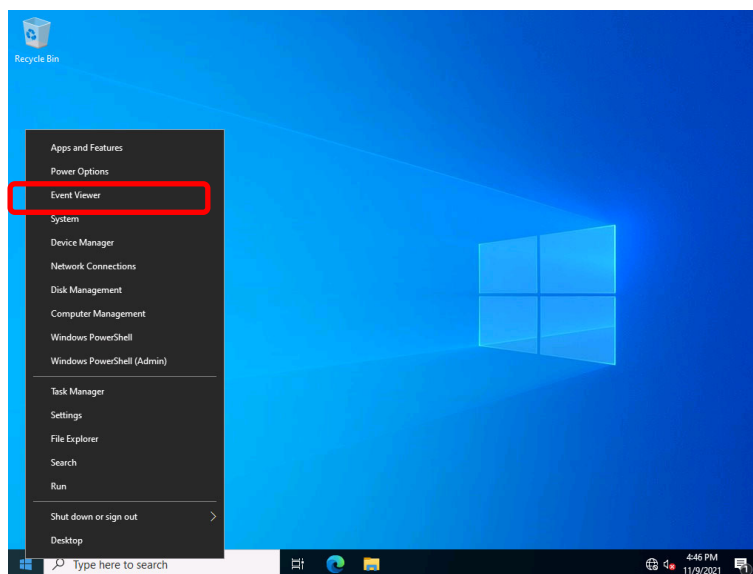 Recycle Bin
Apps and Features
Power Options
Event Viewer
System
Device Manager
Network Connections
Disk Management
Computer Management
Windows PowerShell
Windows PowerShell (Admin)
Task Manager
Settings
File Explorer
Search
Run
Shut down or sign out
Desktop
Type here to search
4:46 PM
11/9/2021